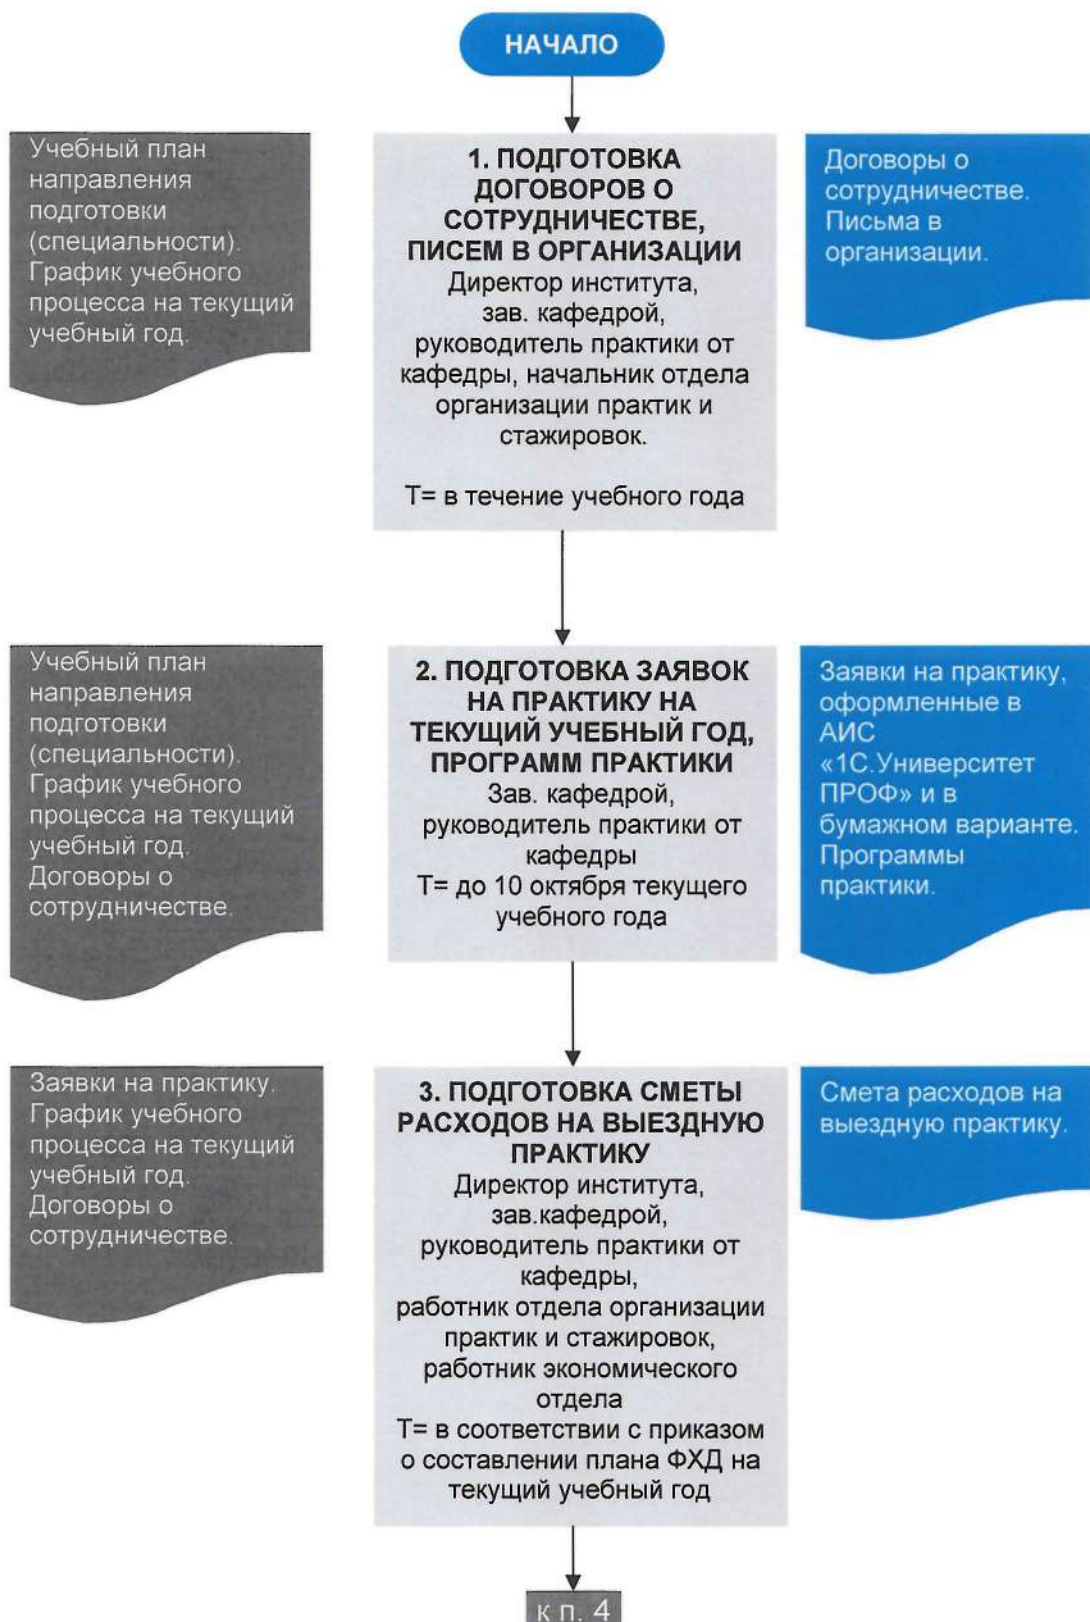 НАЧАЛО
Учебный план
направления
подготовки
(специальности).
График учебного
процесса на текущий
учебный год.
1. ПОДГОТОВКА
ДОГОВОРОВ О
СОТРУДНИЧЕСТВЕ,
ПИСЕМ В ОРГАНИЗАЦИИ
Директор института,
зав. кафедрой,
руководитель практики от
кафедры, начальник отдела
организации практик и
стажировок.
Т= в течение учебного года
Договоры о
сотрудничестве.
Письма в
организации.
Учебный план
направления
подготовки
(специальности).
График учебного
процесса на текущий
учебный год.
Договоры о
сотрудничестве.
2. ПОДГОТОВКА ЗАЯВОК
НА ПРАКТИКУ НА
ТЕКУЩИЙ УЧЕБНЫЙ ГОД,
ПРОГРАММ ПРАКТИКИ
Зав. кафедрой,
руководитель практики от
кафедры
Т= до 10 октября текущего
учебного года
Заявки на практику,
оформленные в
АИС
«1С.Университет
ПРОФ» и в
бумажном варианте.
Программы
практики.
Заявки на практику.
График учебного
процесса на текущий
учебный год.
Договоры о
сотрудничестве.
3. ПОДГОТОВКА СМЕТЫ
РАСХОДОВ НА ВЫЕЗДНУЮ
ПРАКТИКУ
Директор института,
зав.кафедрой,
руководитель практики от
кафедры,
работник отдела организации
практик и стажировок,
работник экономического
отдела
Т= в соответствии с приказом
о составлении плана ФХД на
текущий учебный год
Смета расходов на
выездную практику.
к п. 4